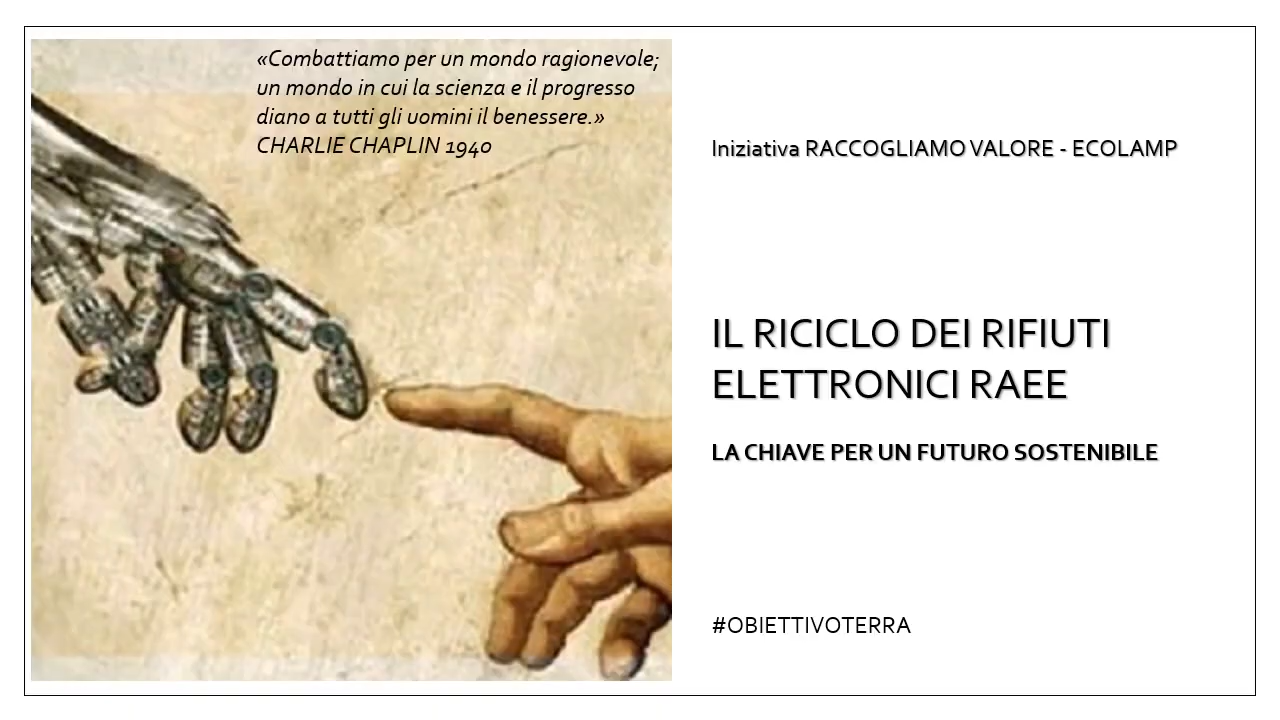 «Combattiamo per un mondo ragionevole;
un mondo in cui la scienza e il progresso
diano a tutti gli uomini il benessere.»
CHARLIE CHAPLIN 1940
Iniziativa RACCOGLIAMO VALORE - ECOLAMP
IL RICICLO DEI RIFIUTI
ELETTRONICI RAEE
LA CHIAVE PER UN FUTURO SOSTENIBILE
#OBIETTIVOTERRA